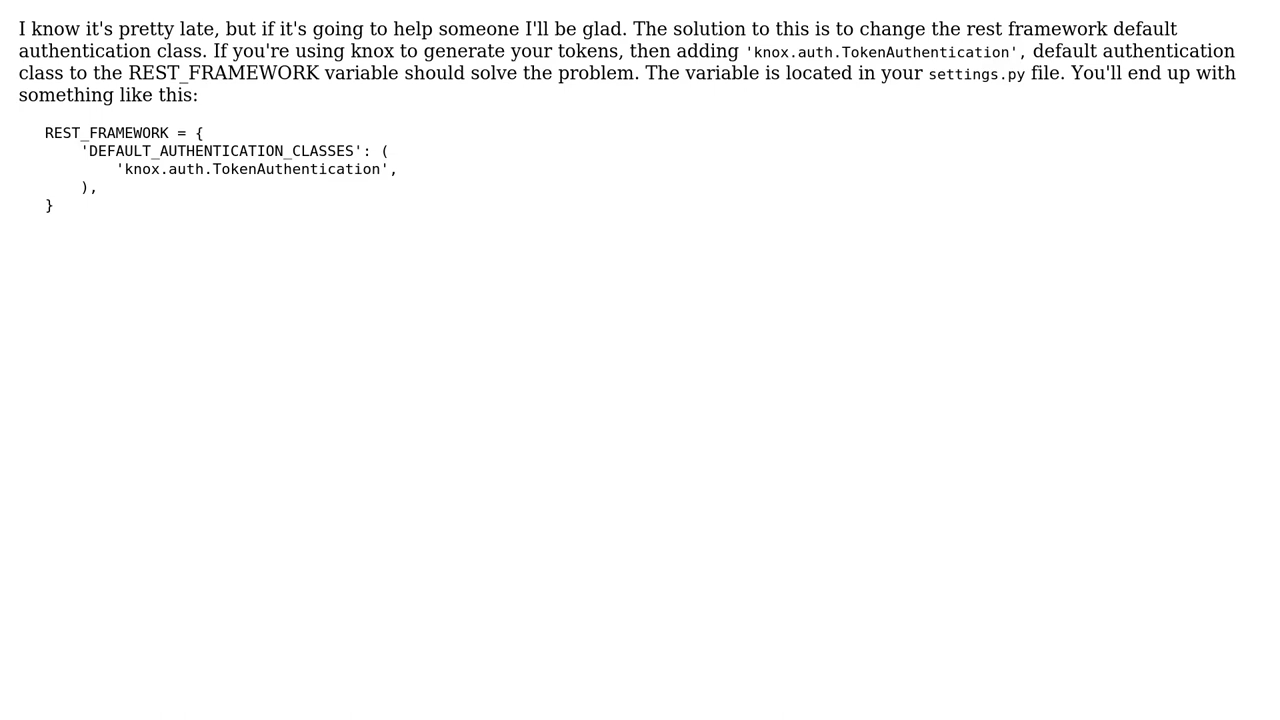 I know it's pretty late, but if it's going to help someone I'll be glad. The solution to this is to change the rest framework default
authentication class. If you're using knox to generate your tokens, then adding 'knox.auth.TokenAuthentication', default authentication
class to the REST_FRAMEWORK variable should solve the problem. The variable is located in your settings.py file. You'll end up with
something like this:
REST_FRAMEWORK = {
    'DEFAULT_AUTHENTICATION_CLASSES': (
        'knox.auth.TokenAuthentication',
    ),
}